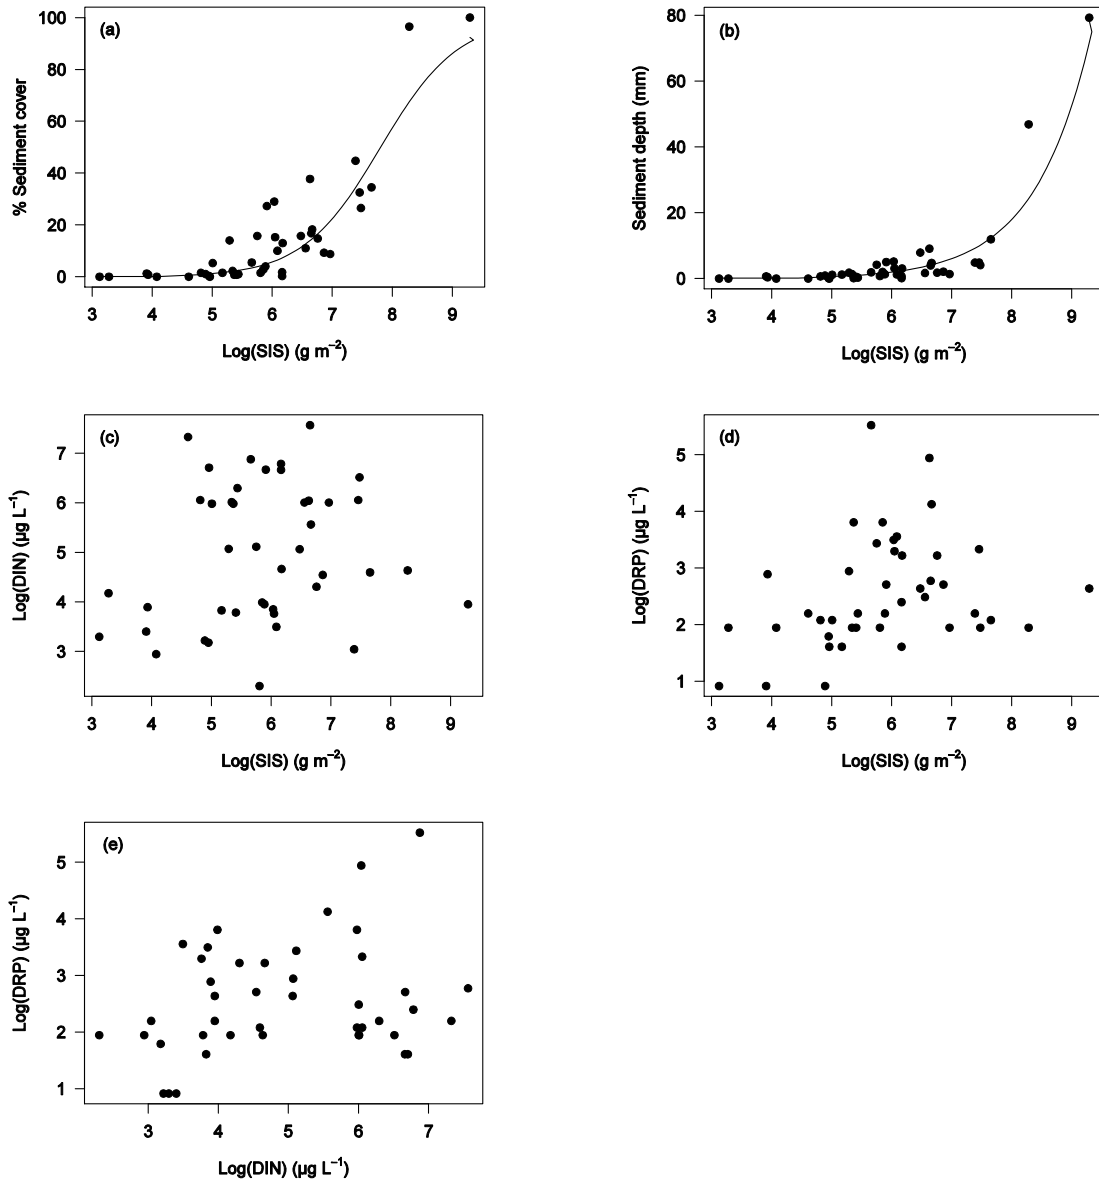 (a)
% Sediment cover
100
80
60
40
20
0
3 4 5 6 7 8 9
Log(SIS) (g m⁻²)
(b)
Sediment depth (mm)
80
60
40
20
0
3 4 5 6 7 8 9
Log(SIS) (g m⁻²)
(c)
Log(DIN) (µg L⁻¹)
7
6
5
4
3
3 4 5 6 7 8 9
Log(SIS) (g m⁻²)
(d)
Log(DRP) (µg L⁻¹)
5
4
3
2
1
3 4 5 6 7 8 9
Log(SIS) (g m⁻²)
(e)
Log(DRP) (µg L⁻¹)
5
4
3
2
1
3 4 5 6 7
Log(DIN) (µg L⁻¹)